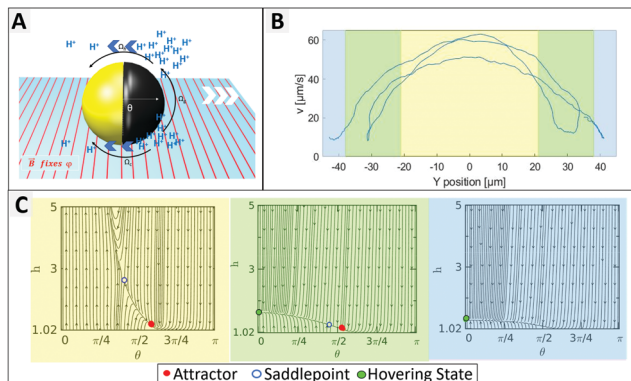 A
H⁺ H⁺ H⁺ H⁺
H⁺ H⁺ H⁺ H⁺ H⁺
H⁺ H⁺ H⁺
H⁺
θ
H⁺
H⁺ H⁺
H⁺ H⁺ H⁺ H⁺
B fixes φ
B
v [µm/s]
60
40
20
0
-40 -30 -20 -10 0 10 20 30 40
Y position [µm]
C
5
h
3
1.02
0 π/4 π/2 3π/4 π
θ
5
h
3
1.02
0 π/4 π/2 3π/4 π
θ
5
h
3
1.02
0 π/4 π/2 3π/4 π
θ
Attractor Saddlepoint Hovering State